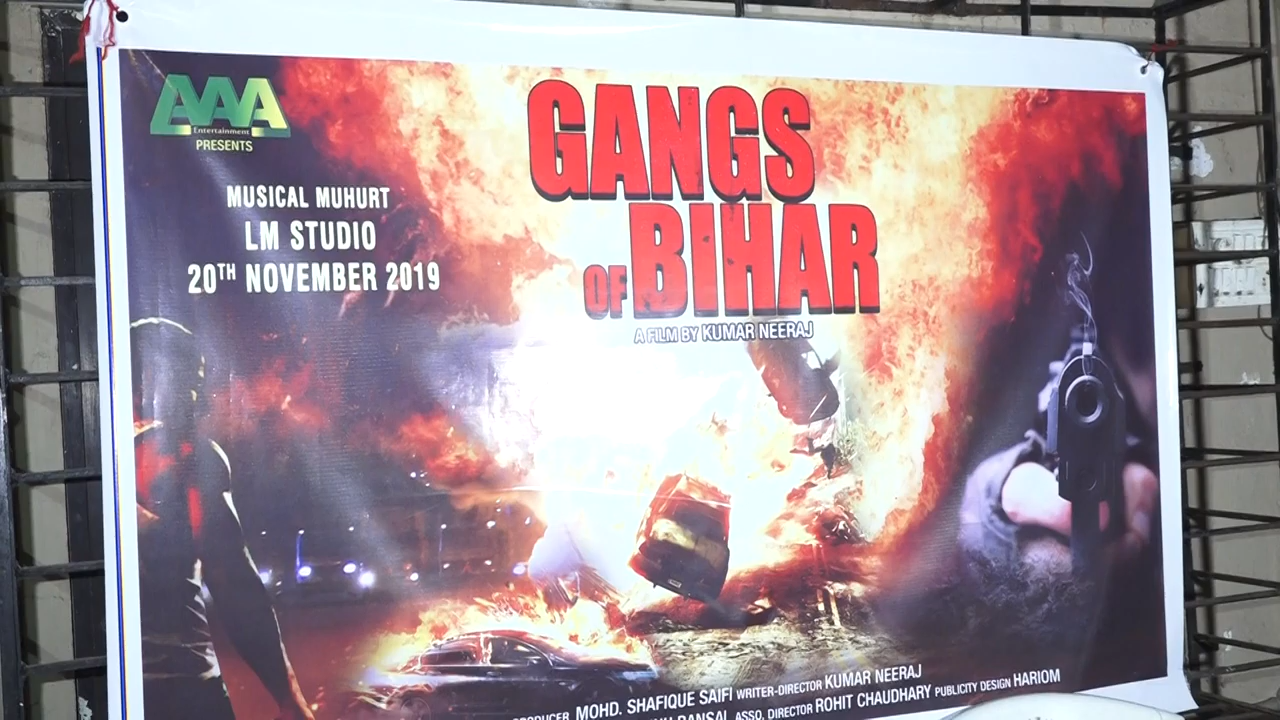 AAA
Entertainment
PRESENTS
MUSICAL MUHURT
LM STUDIO
20TH NOVEMBER 2019
GANGS
OF BIHAR
A FILM BY KUMAR NEERAJ
MOHD. SHAFIQUE SAIFI WRITER-DIRECTOR KUMAR NEERAJ
BANSAL ASSO. DIRECTOR ROHIT CHAUDHARY PUBLICITY DESIGN HARIOM